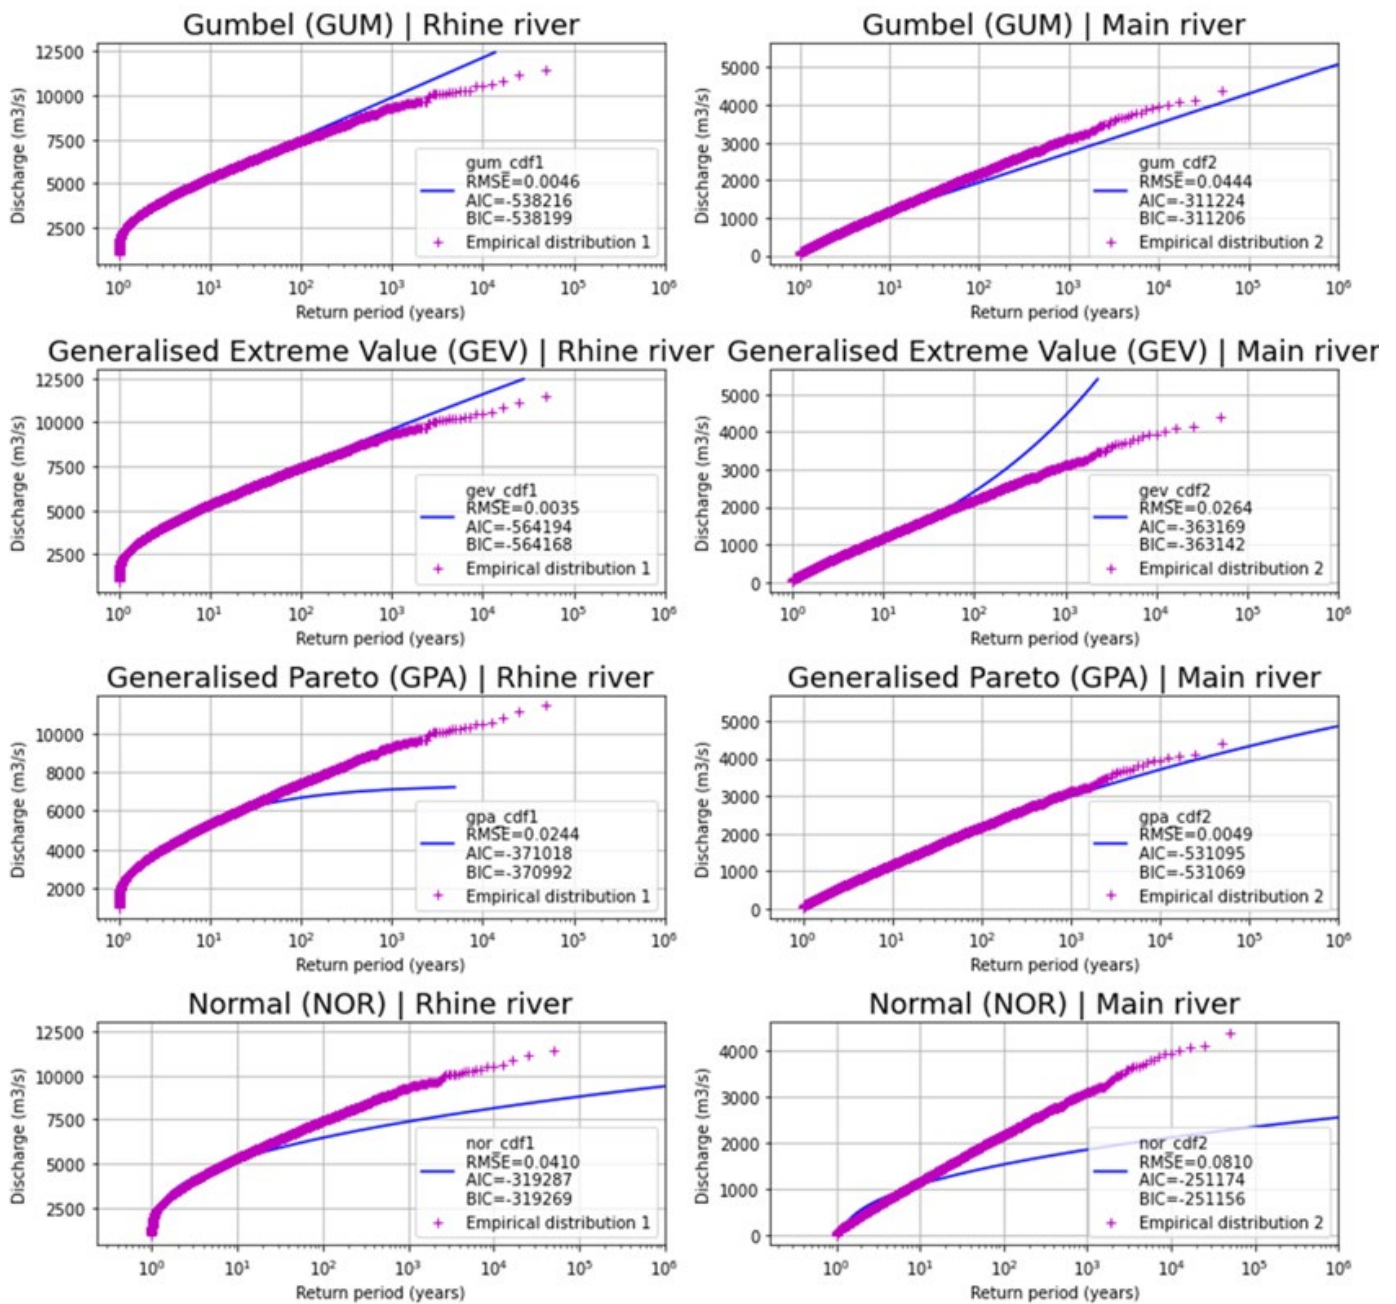 Gumbel (GUM) | Rhine river
12500
10000
7500
5000
2500
Discharge (m3/s)
gum_cdf1
RMSE=0.0046
AIC=-538216
BIC=-538199
Empirical distribution 1
10⁰ 10¹ 10² 10³ 10⁴ 10⁵ 10⁶
Return period (years)
Gumbel (GUM) | Main river
5000
4000
3000
2000
1000
0
Discharge (m3/s)
gum_cdf2
RMSE=0.0444
AIC=-311224
BIC=-311206
Empirical distribution 2
10⁰ 10¹ 10² 10³ 10⁴ 10⁵ 10⁶
Return period (years)
Generalised Extreme Value (GEV) | Rhine river
12500
10000
7500
5000
2500
Discharge (m3/s)
gev_cdf1
RMSE=0.0035
AIC=-564194
BIC=-564168
Empirical distribution 1
10⁰ 10¹ 10² 10³ 10⁴ 10⁵ 10⁶
Return period (years)
Generalised Extreme Value (GEV) | Main river
5000
4000
3000
2000
1000
0
Discharge (m3/s)
gev_cdf2
RMSE=0.0264
AIC=-363169
BIC=-363142
Empirical distribution 2
10⁰ 10¹ 10² 10³ 10⁴ 10⁵ 10⁶
Return period (years)
Generalised Pareto (GPA) | Rhine river
10000
8000
6000
4000
2000
Discharge (m3/s)
gpa_cdf1
RMSE=0.0244
AIC=-371018
BIC=-370992
Empirical distribution 1
10⁰ 10¹ 10² 10³ 10⁴ 10⁵ 10⁶
Return period (years)
Generalised Pareto (GPA) | Main river
5000
4000
3000
2000
1000
0
Discharge (m3/s)
gpa_cdf2
RMSE=0.0049
AIC=-531095
BIC=-531069
Empirical distribution 2
10⁰ 10¹ 10² 10³ 10⁴ 10⁵ 10⁶
Return period (years)
Normal (NOR) | Rhine river
12500
10000
7500
5000
2500
Discharge (m3/s)
nor_cdf1
RMSE=0.0410
AIC=-319287
BIC=-319269
Empirical distribution 1
10⁰ 10¹ 10² 10³ 10⁴ 10⁵ 10⁶
Return period (years)
Normal (NOR) | Main river
4000
3000
2000
1000
0
Discharge (m3/s)
nor_cdf2
RMSE=0.0810
AIC=-251174
BIC=-251156
Empirical distribution 2
10⁰ 10¹ 10² 10³ 10⁴ 10⁵ 10⁶
Return period (years)